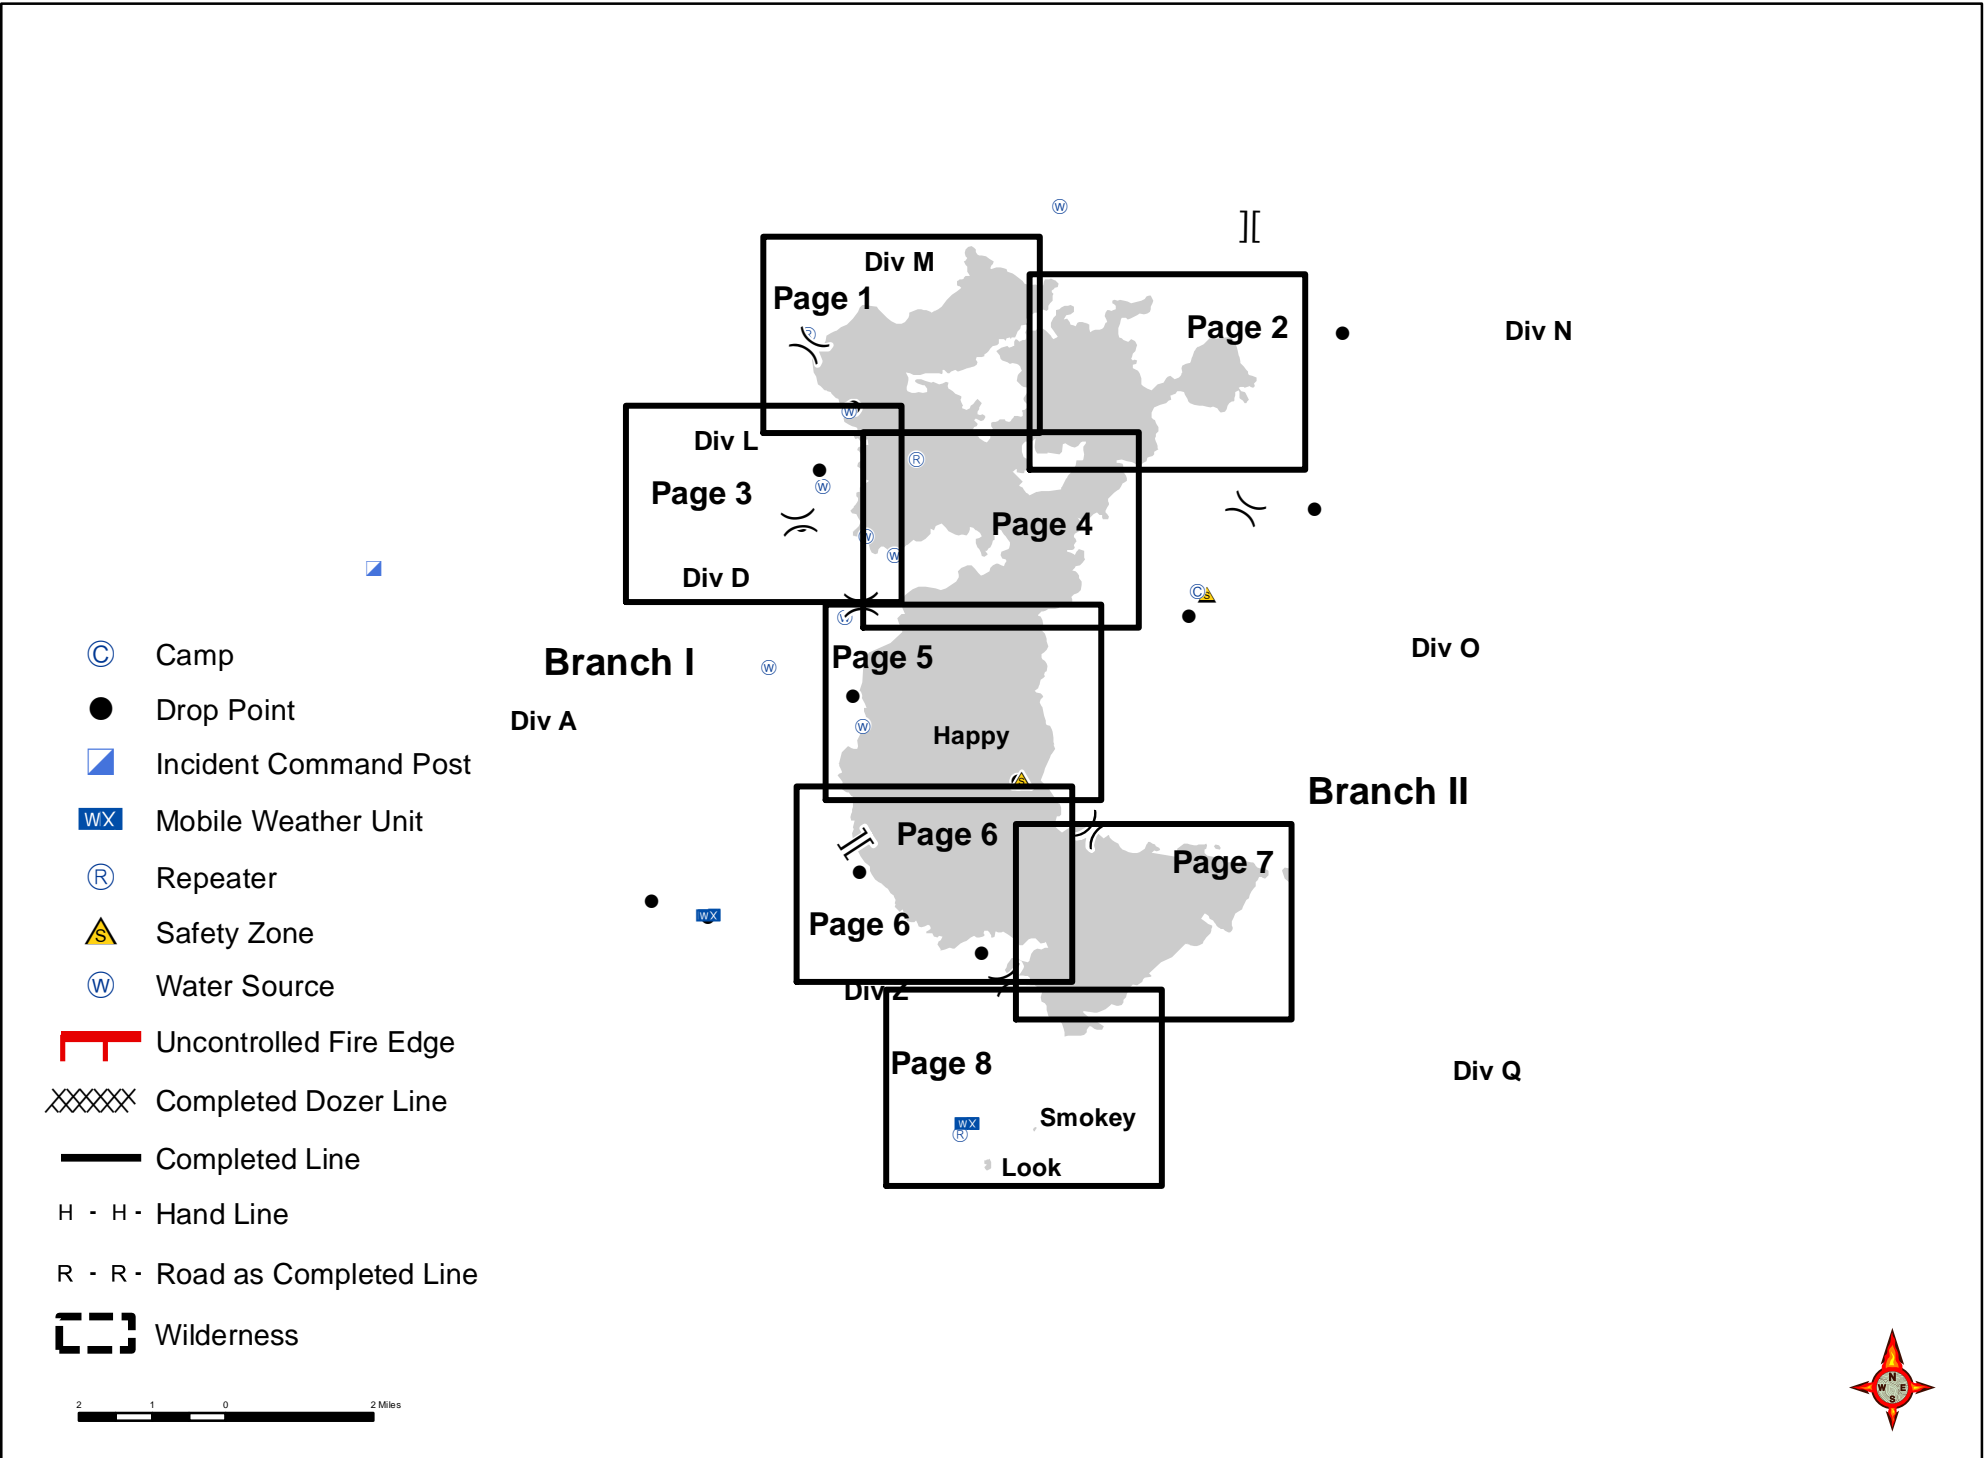 W
][
Div M
Page 1
R
Page 2
Div N
W
Div L
R
Page 3
W
Page 4
W
W
Div D
C
S
W
Div O
Branch I
Page 5
W
Div A
W
Happy
S
Branch II
Page 6
Page 7
WX
Page 6
Div Z
Page 8
Div Q
WX
R
Smokey
Look
C Camp
Drop Point
Incident Command Post
WX Mobile Weather Unit
R Repeater
S Safety Zone
W Water Source
Uncontrolled Fire Edge
Completed Dozer Line
Completed Line
H - H - Hand Line
R - R - Road as Completed Line
Wilderness
2 1 0 2 Miles
N
W E
S